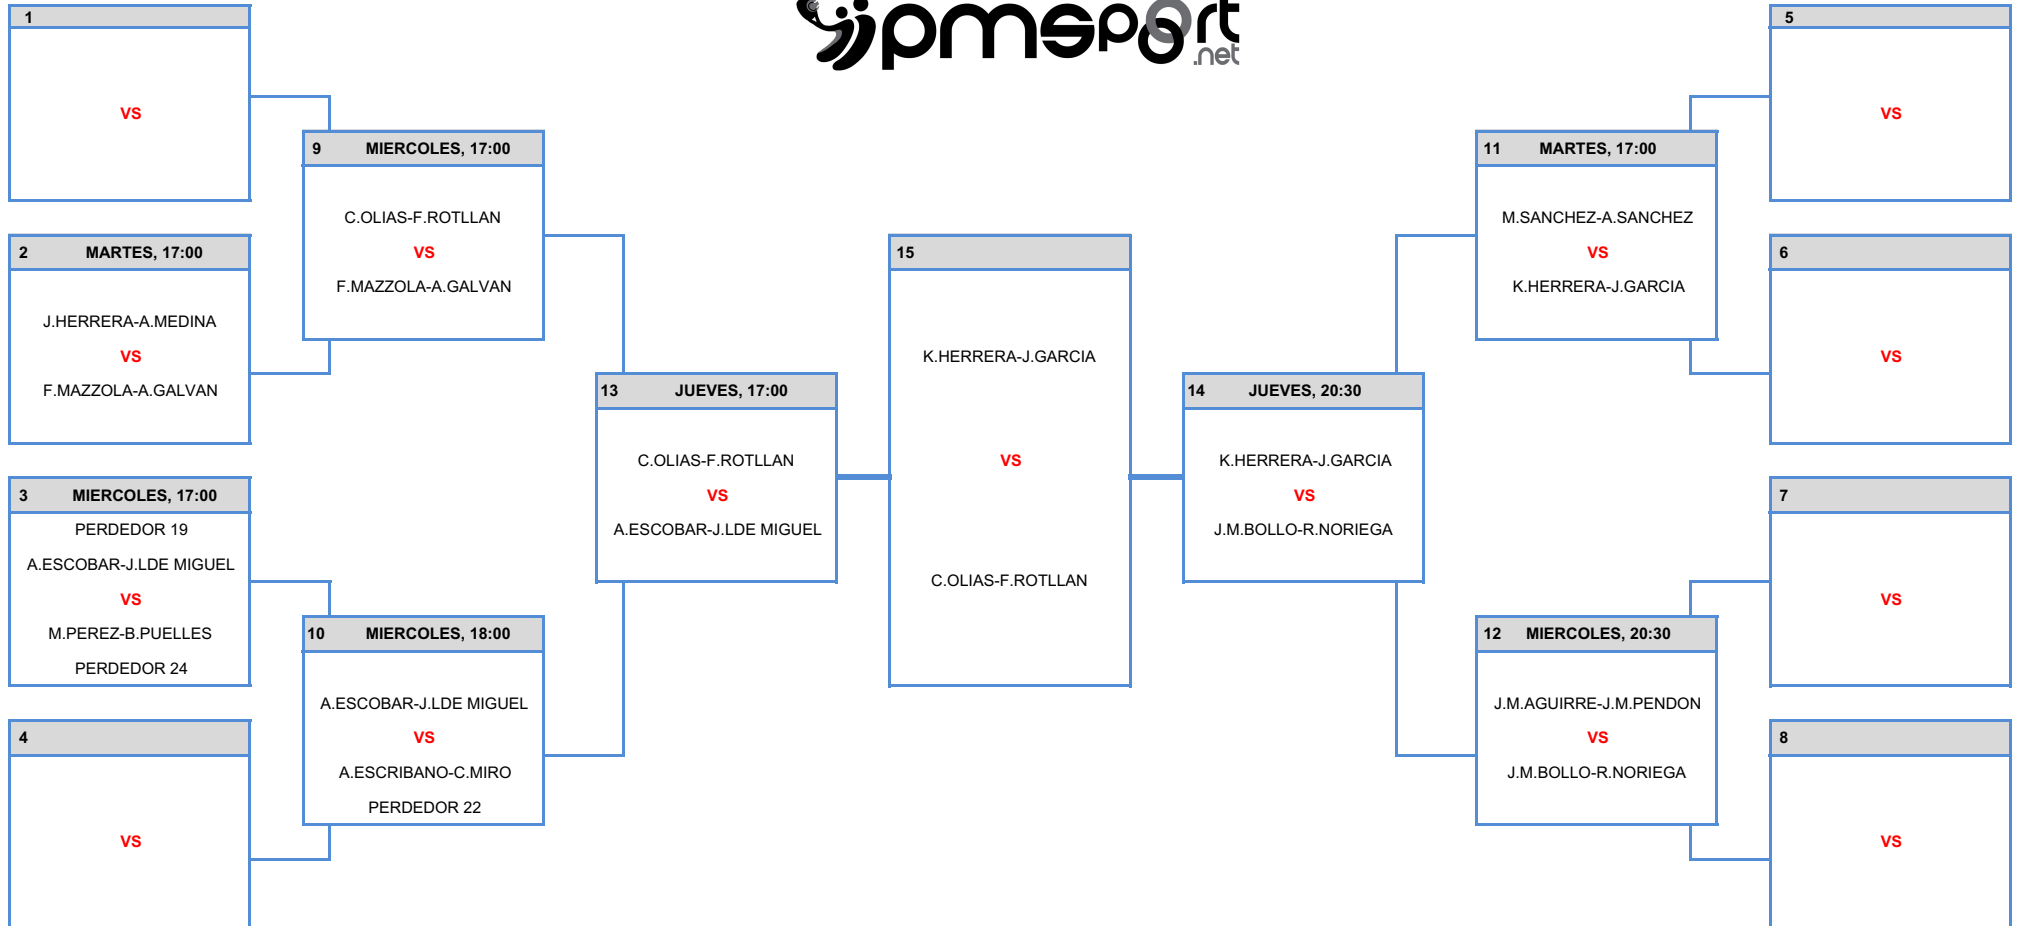 pmsport
.net
1
VS
2 MARTES, 17:00
J.HERRERA-A.MEDINA
VS
F.MAZZOLA-A.GALVAN
3 MIERCOLES, 17:00
PERDEDOR 19
A.ESCOBAR-J.LDE MIGUEL
VS
M.PEREZ-B.PUELLES
PERDEDOR 24
4
VS
9 MIERCOLES, 17:00
C.OLIAS-F.ROTLLAN
VS
F.MAZZOLA-A.GALVAN
10 MIERCOLES, 18:00
A.ESCOBAR-J.LDE MIGUEL
VS
A.ESCRIBANO-C.MIRO
PERDEDOR 22
13 JUEVES, 17:00
C.OLIAS-F.ROTLLAN
VS
A.ESCOBAR-J.LDE MIGUEL
15
K.HERRERA-J.GARCIA
VS
C.OLIAS-F.ROTLLAN
14 JUEVES, 20:30
K.HERRERA-J.GARCIA
VS
J.M.BOLLO-R.NORIEGA
11 MARTES, 17:00
M.SANCHEZ-A.SANCHEZ
VS
K.HERRERA-J.GARCIA
12 MIERCOLES, 20:30
J.M.AGUIRRE-J.M.PENDON
VS
J.M.BOLLO-R.NORIEGA
5
VS
6
VS
7
VS
8
VS